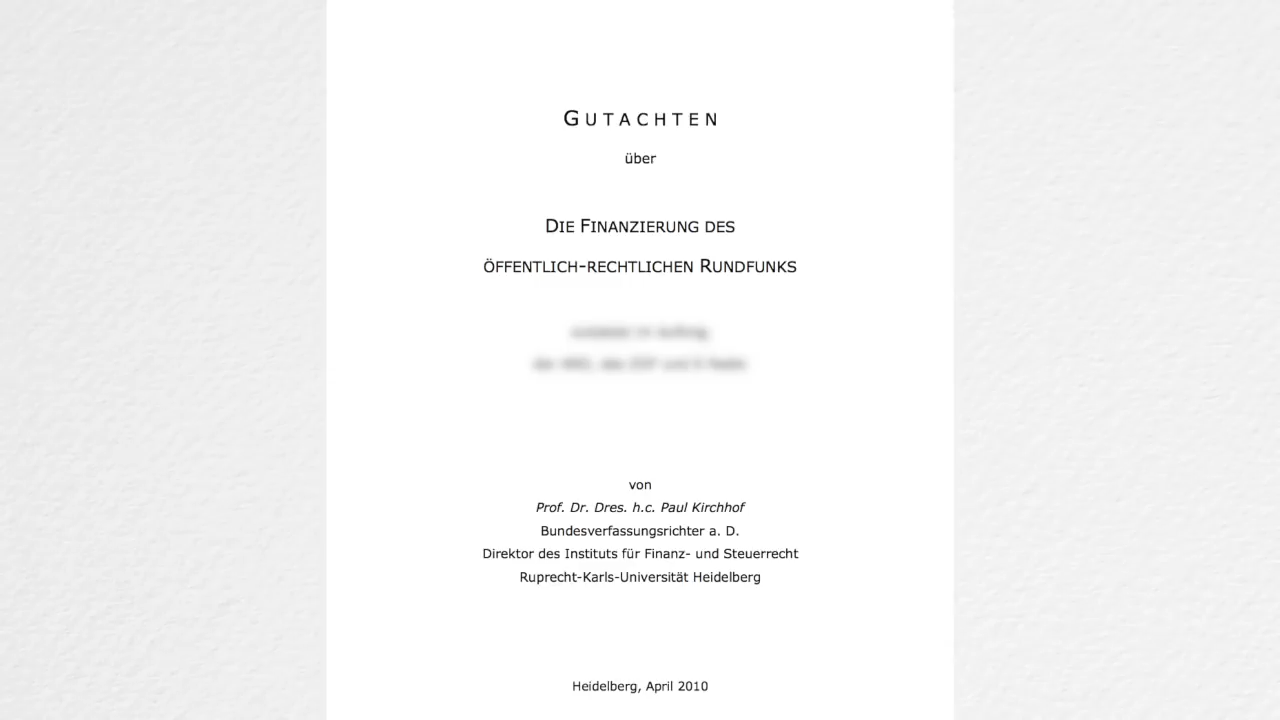 GUTACHTEN
über
DIE FINANZIERUNG DES
ÖFFENTLICH-RECHTLICHEN RUNDFUNKS
von
Prof. Dr. Dres. h.c. Paul Kirchhof
Bundesverfassungsrichter a. D.
Direktor des Instituts für Finanz- und Steuerrecht
Ruprecht-Karls-Universität Heidelberg
Heidelberg, April 2010